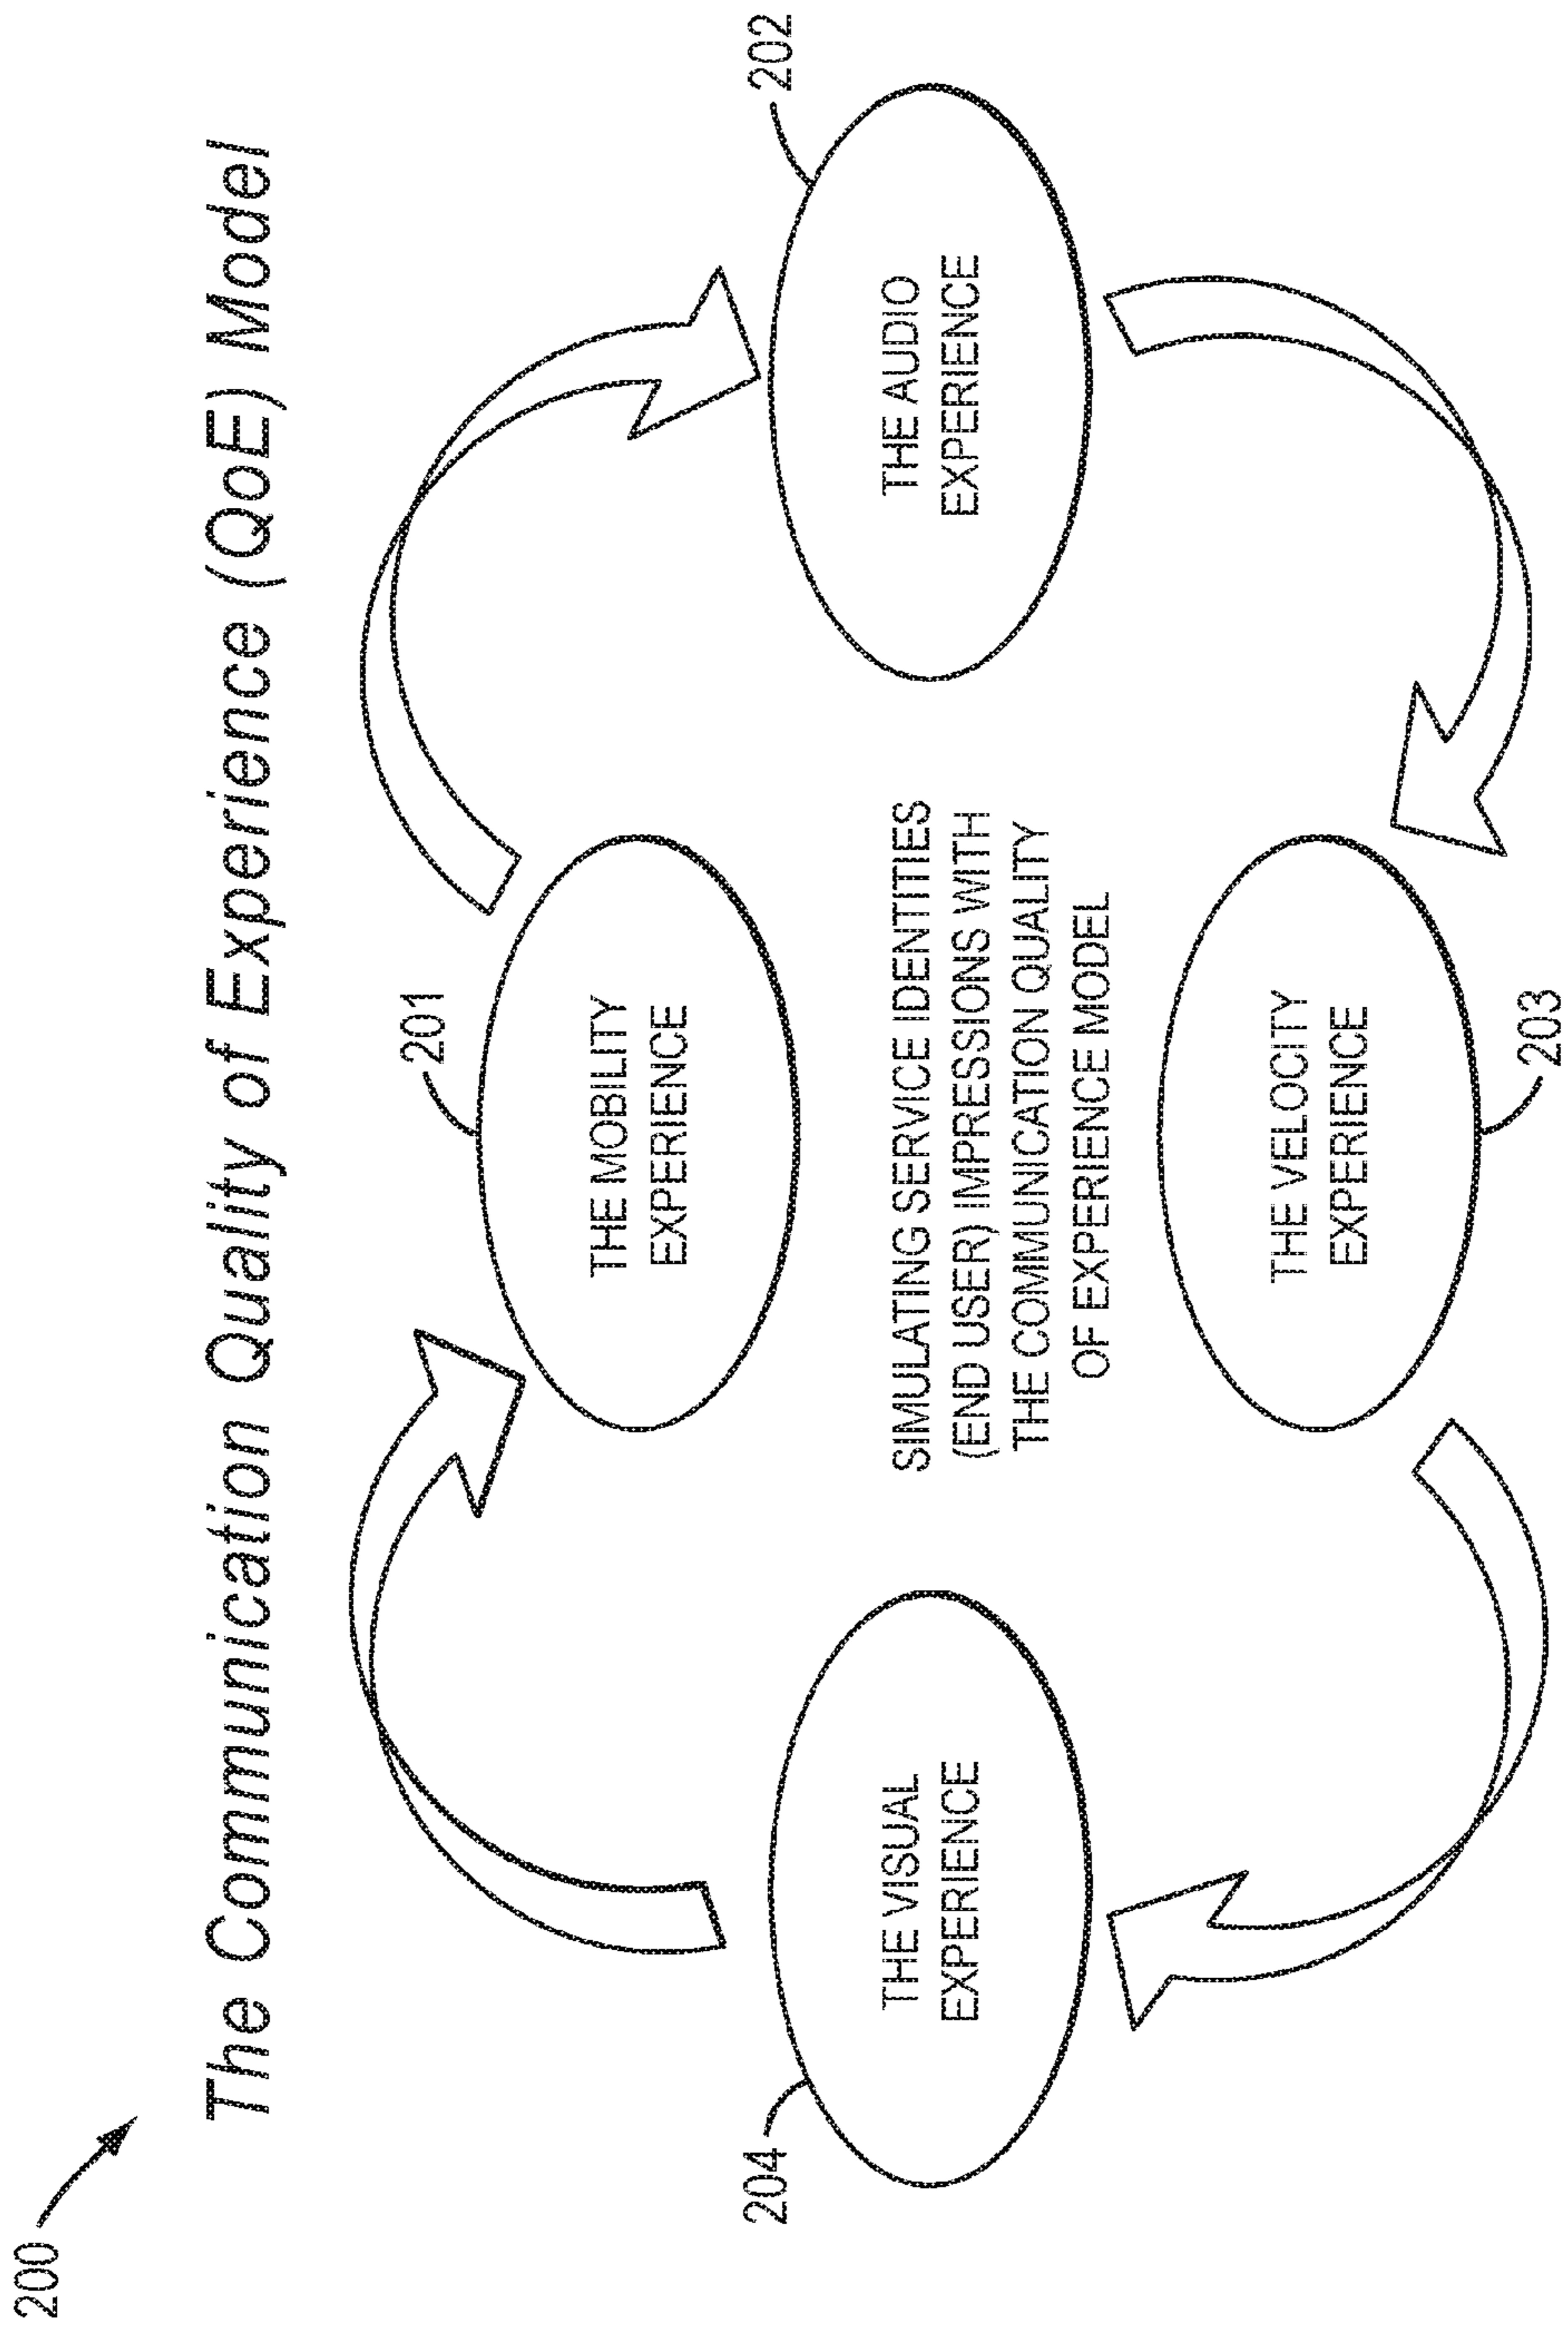 200
The Communication Quality of Experience (QoE) Model
201
THE MOBILITY
EXPERIENCE
202
THE AUDIO
EXPERIENCE
SIMULATING SERVICE IDENTITIES
(END USER) IMPRESSIONS WITH
THE COMMUNICATION QUALITY
OF EXPERIENCE MODEL
204
THE VISUAL
EXPERIENCE
THE VELOCITY
EXPERIENCE
203